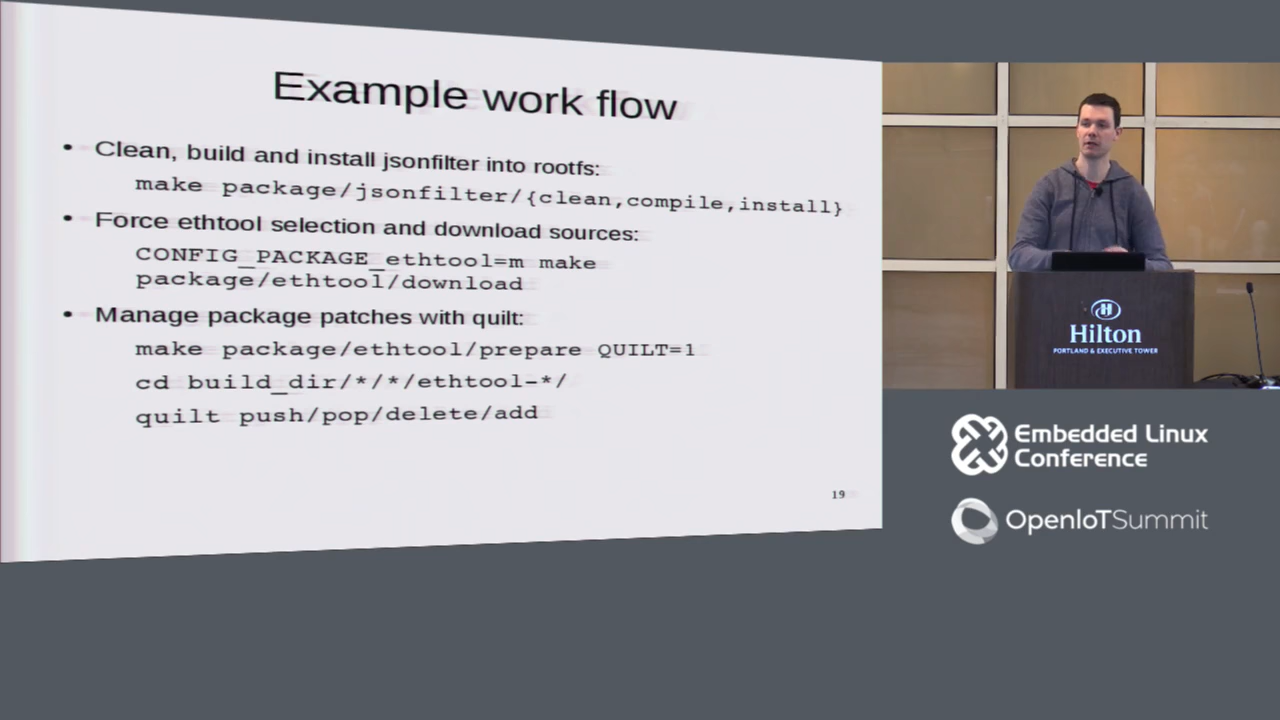 Example work flow
• Clean, build and install jsonfilter into rootfs:
make package/jsonfilter/{clean,compile,install}
• Force ethtool selection and download sources:
CONFIG_PACKAGE_ethtool=m make
package/ethtool/download
• Manage package patches with quilt:
make package/ethtool/prepare QUILT=1
cd build_dir/*/*/ethtool-*/
quilt push/pop/delete/add
19
H
Hilton
PORTLAND & EXECUTIVE TOWER
Embedded Linux
Conference
OpenIoTSummit